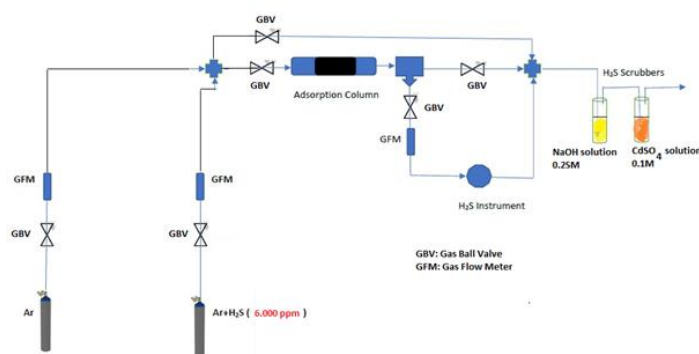 GBV
GBV
Adsorption Column
GBV
GBV
GFM
H₂S Instrument
H₂S Scrubbers
NaOH solution
0.2SM
CdSO₄ solution
0.1M
GFM
GFM
GBV
GBV
GBV: Gas Ball Valve
GFM: Gas Flow Meter
Ar
Ar+H₂S ( 6.000 ppm )